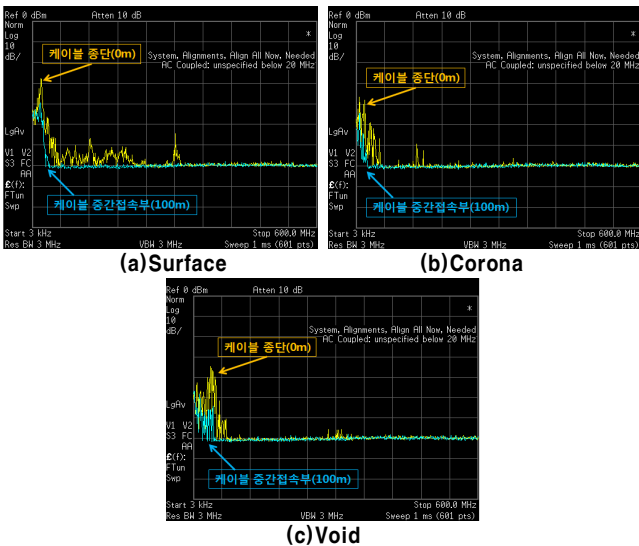 Ref 0 dBm Atten 10 dB
Norm
Log
10
dB/
*
케이블 종단(0m)
System, Alignments, Align All Now, Needed
AC Coupled: unspecified below 20 MHz
LgAv
V1 V2
S3 FC
AA
£(f):
FTun
Swp
케이블 중간접속부(100m)
Start 3 kHz Stop 600.0 MHz
Res BW 3 MHz VBW 3 MHz Sweep 1 ms (601 pts)
(a)Surface
Ref 0 dBm Atten 10 dB
Norm
Log
10
dB/
*
System, Alignments, Align All Now, Needed
AC Coupled: unspecified below 20 MHz
케이블 종단(0m)
LgAv
V1 V2
S3 FC
AA
£(f):
FTun
Swp
케이블 중간접속부(100m)
Start 3 kHz Stop 600.0 MHz
Res BW 3 MHz VBW 3 MHz Sweep 1 ms (601 pts)
(b)Corona
Ref 0 dBm Atten 10 dB
Norm
Log
10
dB/
*
System, Alignments, Align All Now, Needed
AC Coupled: unspecified below 20 MHz
케이블 종단(0m)
LgAv
V1 V2
S3 FC
AA
£(f):
FTun
Swp
케이블 중간접속부(100m)
Start 3 kHz Stop 600.0 MHz
Res BW 3 MHz VBW 3 MHz Sweep 1 ms (601 pts)
(c)Void